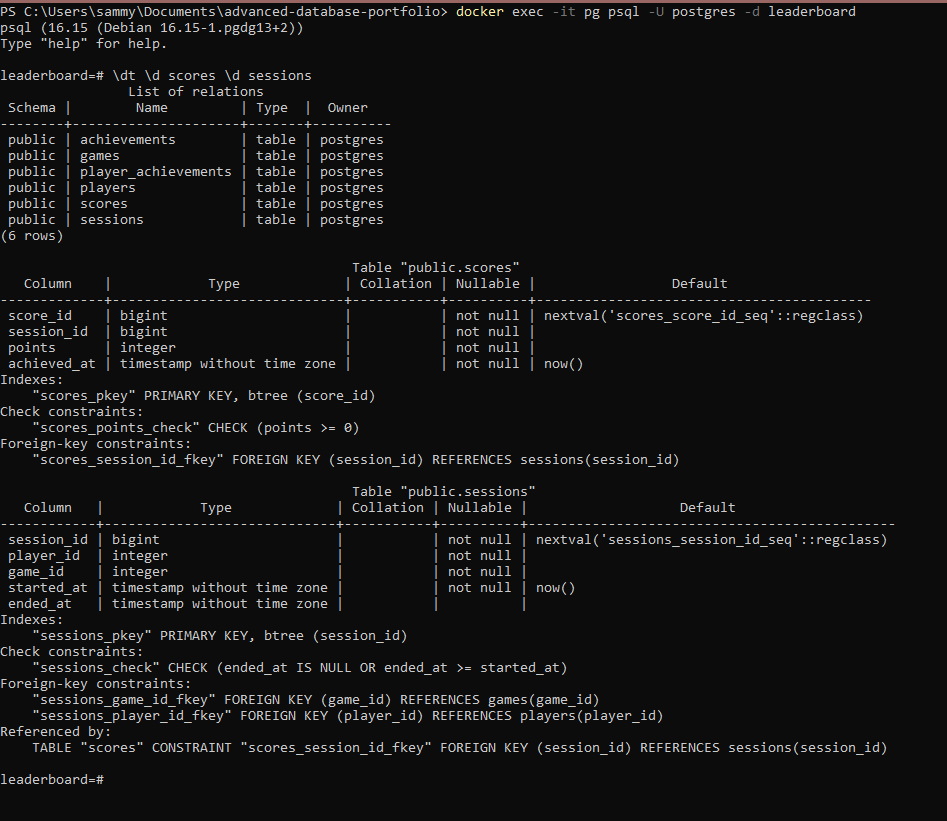 PS C:\Users\sammy\Documents\advanced-database-portfolio> docker exec -it pg psql -U postgres -d leaderboard
psql (16.15 (Debian 16.15-1.pgdg13+2))
Type "help" for help.

leaderboard=# \dt \d scores \d sessions
                List of relations
 Schema |        Name         | Type  |  Owner
--------+---------------------+-------+----------
 public | achievements        | table | postgres
 public | games               | table | postgres
 public | player_achievements | table | postgres
 public | players             | table | postgres
 public | scores              | table | postgres
 public | sessions            | table | postgres
(6 rows)

                                            Table "public.scores"
   Column    |            Type             | Collation | Nullable |                 Default
-------------+-----------------------------+-----------+----------+------------------------------------------
 score_id    | bigint                      |           | not null | nextval('scores_score_id_seq'::regclass)
 session_id  | bigint                      |           | not null |
 points      | integer                     |           | not null |
 achieved_at | timestamp without time zone |           | not null | now()
Indexes:
    "scores_pkey" PRIMARY KEY, btree (score_id)
Check constraints:
    "scores_points_check" CHECK (points >= 0)
Foreign-key constraints:
    "scores_session_id_fkey" FOREIGN KEY (session_id) REFERENCES sessions(session_id)

                                            Table "public.sessions"
   Column   |            Type             | Collation | Nullable |                   Default
------------+-----------------------------+-----------+----------+----------------------------------------------
 session_id | bigint                      |           | not null | nextval('sessions_session_id_seq'::regclass)
 player_id  | integer                     |           | not null |
 game_id    | integer                     |           | not null |
 started_at | timestamp without time zone |           | not null | now()
 ended_at   | timestamp without time zone |           |          |
Indexes:
    "sessions_pkey" PRIMARY KEY, btree (session_id)
Check constraints:
    "sessions_check" CHECK (ended_at IS NULL OR ended_at >= started_at)
Foreign-key constraints:
    "sessions_game_id_fkey" FOREIGN KEY (game_id) REFERENCES games(game_id)
    "sessions_player_id_fkey" FOREIGN KEY (player_id) REFERENCES players(player_id)
Referenced by:
    TABLE "scores" CONSTRAINT "scores_session_id_fkey" FOREIGN KEY (session_id) REFERENCES sessions(session_id)

leaderboard=#